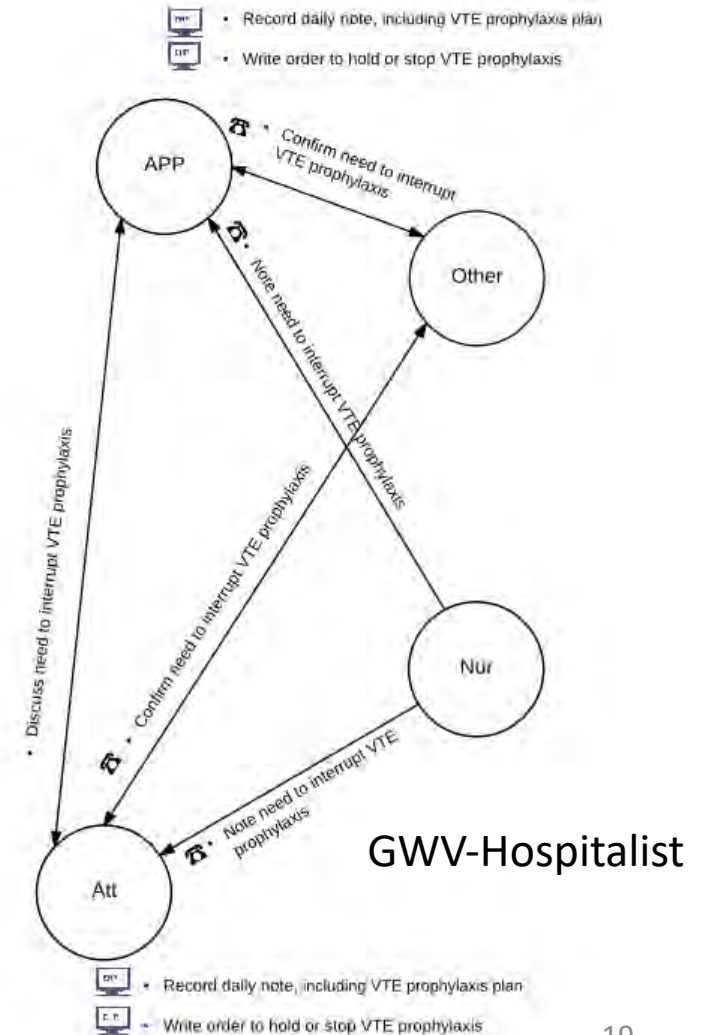 • Record daily note, including VTE prophylaxis plan
• Write order to hold or stop VTE prophylaxis
APP
• Confirm need to interrupt
VTE prophylaxis
Other
• Note need to interrupt VTE prophylaxis
• Discuss need to interrupt VTE prophylaxis
• Confirm need to interrupt VTE prophylaxis
Nur
• Note need to interrupt VTE
prophylaxis
GWV-Hospitalist
Att
• Record daily note, including VTE prophylaxis plan
• Write order to hold or stop VTE prophylaxis